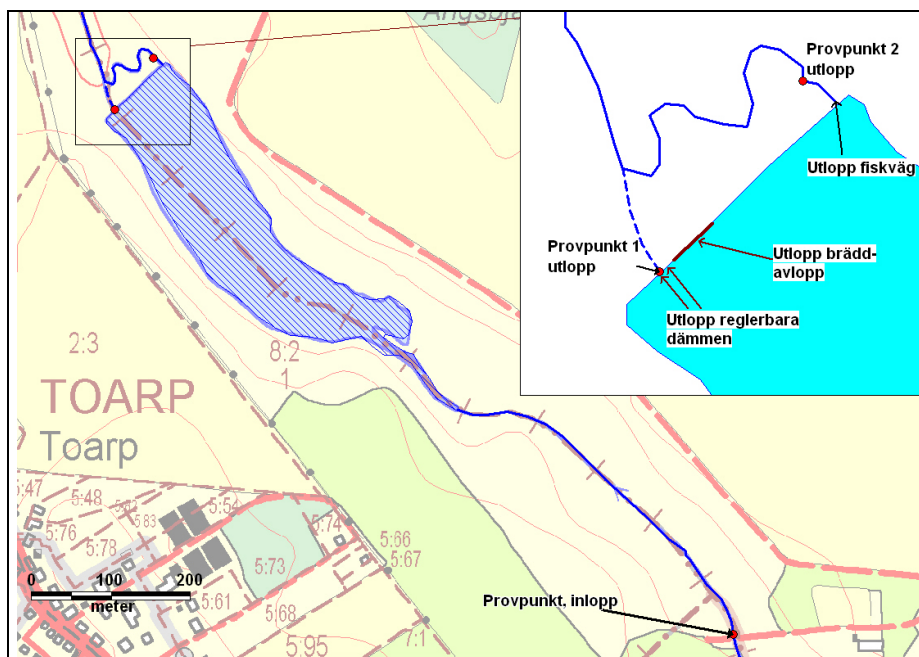 Ängsbjä
Provpunkt 2
utlopp
Utlopp fiskväg
Provpunkt 1
utlopp
Utlopp brädd-
avlopp
Utlopp reglerbara
dämmen
2:3
8:2
1
TOARP
Toarp
5:47
5:48
5:76
5:83
5:54
5:78
5:74
5:66
5:67
5:73
5:61
5:68
5:95
7:1
0 100 200
meter
Provpunkt, inlopp